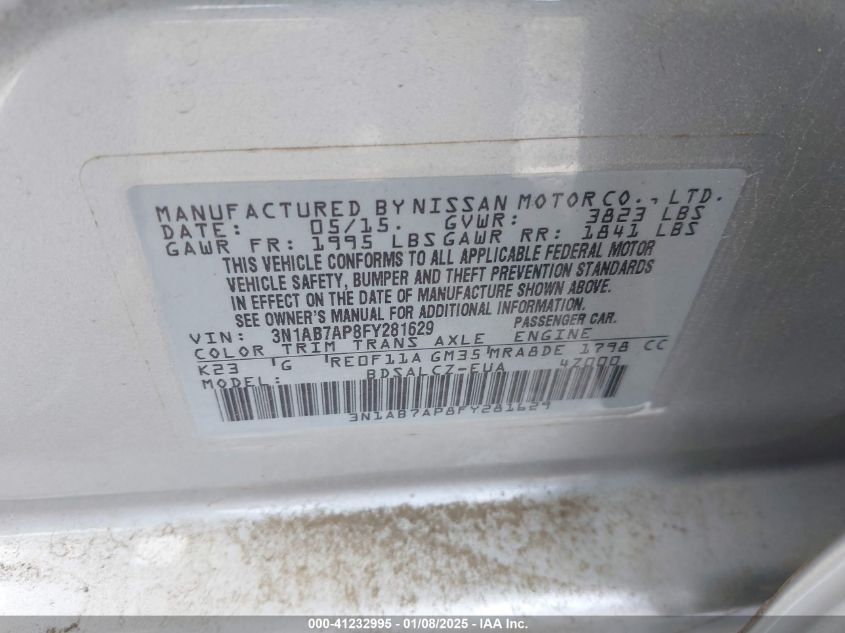 MANUFACTURED BY NISSAN MOTOR CO., LTD.
DATE: 05/15. GVWR: 3823 LBS
GAWR FR: 1995 LBS GAWR RR: 1841 LBS
THIS VEHICLE CONFORMS TO ALL APPLICABLE FEDERAL MOTOR
VEHICLE SAFETY, BUMPER AND THEFT PREVENTION STANDARDS
IN EFFECT ON THE DATE OF MANUFACTURE SHOWN ABOVE.
SEE OWNER'S MANUAL FOR ADDITIONAL INFORMATION.
VIN: 3N1AB7AP8FY281629 PASSENGER CAR.
COLOR TRIM TRANS AXLE ENGINE
K23 G RE0F11A GM35 MRA8DE 1798 CC
MODEL: BDSALCZ-EUA 4Z000
3N1AB7AP8FY281629
000-41232995 - 01/08/2025 - IAAI.COM